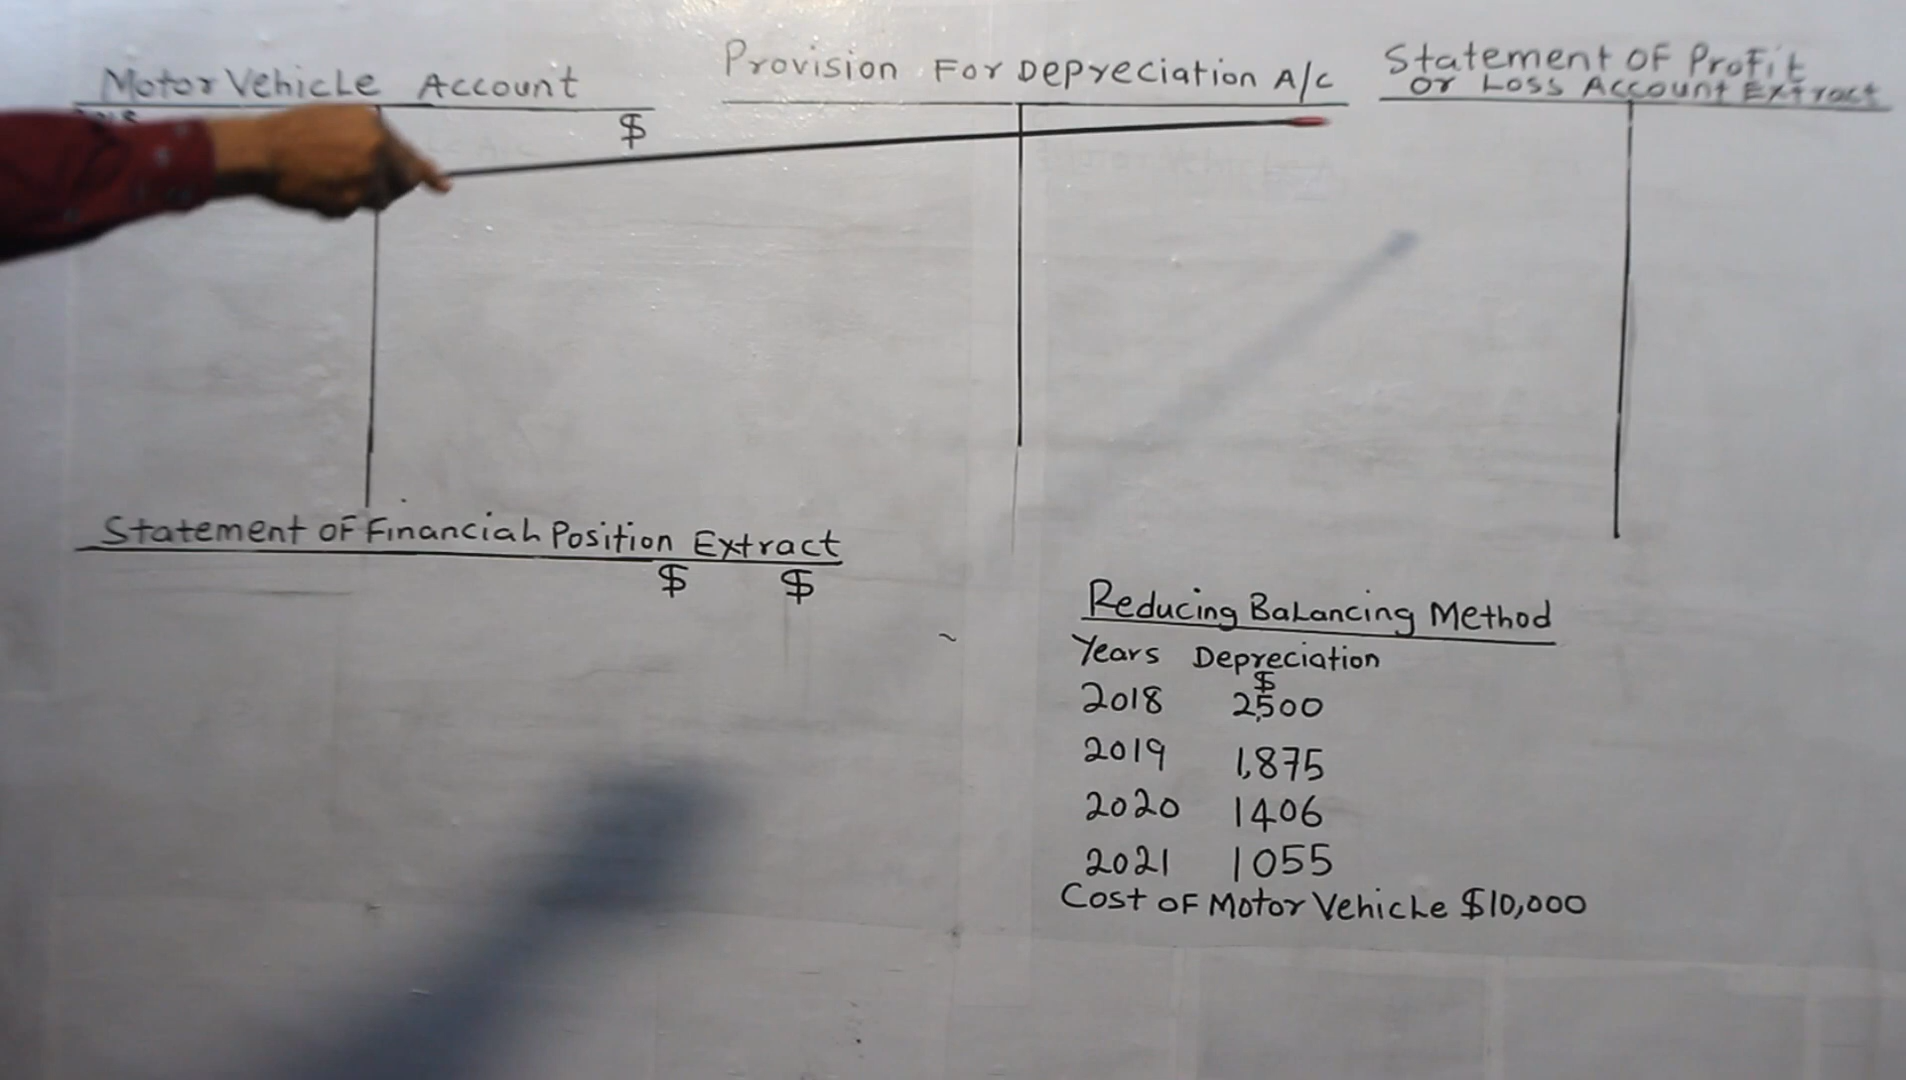 Motor Vehicle Account
$
Provision For Depreciation A/C
Statement of Profit
or Loss Account Extract
Statement of Financial Position Extract
$ $
Reducing Balancing Method
Years Depreciation
$
2018 2,500
2019 1,875
2020 1406
2021 1055
Cost of Motor Vehicle $10,000